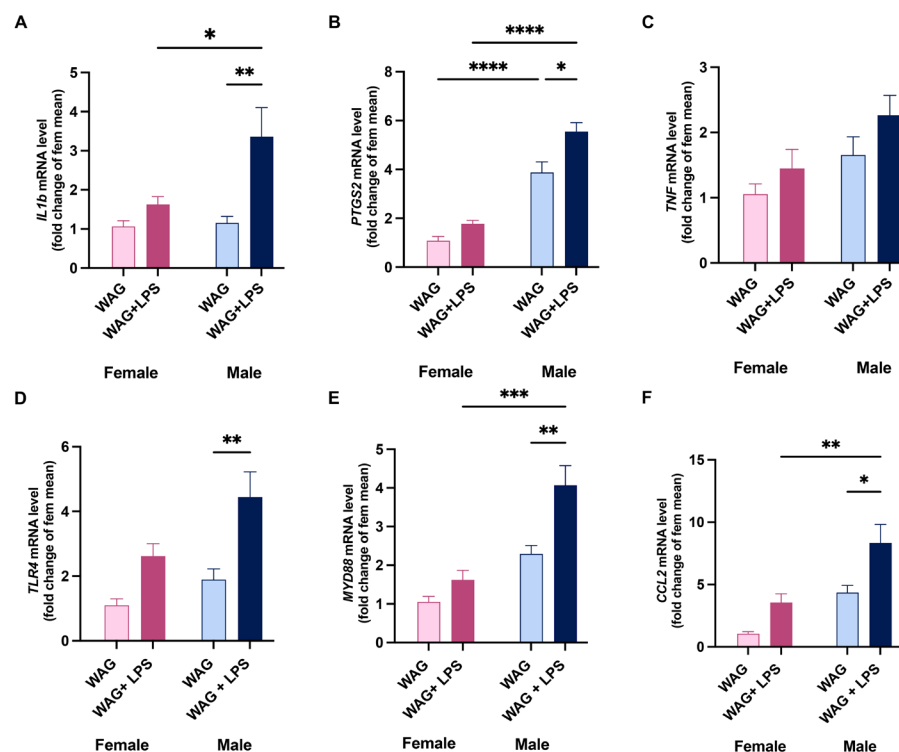 A
*
**
5
4
3
2
1
0
IL1b mRNA level
(fold change of fem mean)
WAG
WAG+LPS
WAG
WAG+LPS
Female
Male
B
****
****
*
8
6
4
2
0
PTGS2 mRNA level
(fold change of fem mean)
WAG
WAG+LPS
WAG
WAG+LPS
Female
Male
C
3
2
1
0
TNF mRNA level
(fold change of fem mean)
WAG
WAG+LPS
WAG
WAG+LPS
Female
Male
D
**
6
4
2
0
TLR4 mRNA level
(fold change of fem mean)
WAG
WAG+ LPS
WAG
WAG + LPS
Female
Male
E
***
**
5
4
3
2
1
0
MYD88 mRNA level
(fold change of fem mean)
WAG
WAG+ LPS
WAG
WAG + LPS
Female
Male
F
**
*
15
10
5
0
CCL2 mRNA level
(fold change of fem mean)
WAG
WAG+ LPS
WAG
WAG + LPS
Female
Male